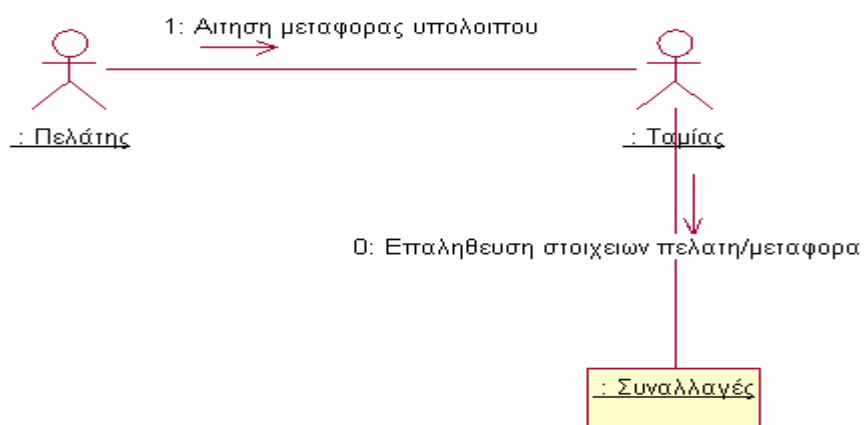 1: Αιτηση μεταφορας υπολοιπου
: Πελάτης
: Ταμίας
0: Επαληθευση στοιχειων πελατη/μεταφορα
: Συναλλαγές